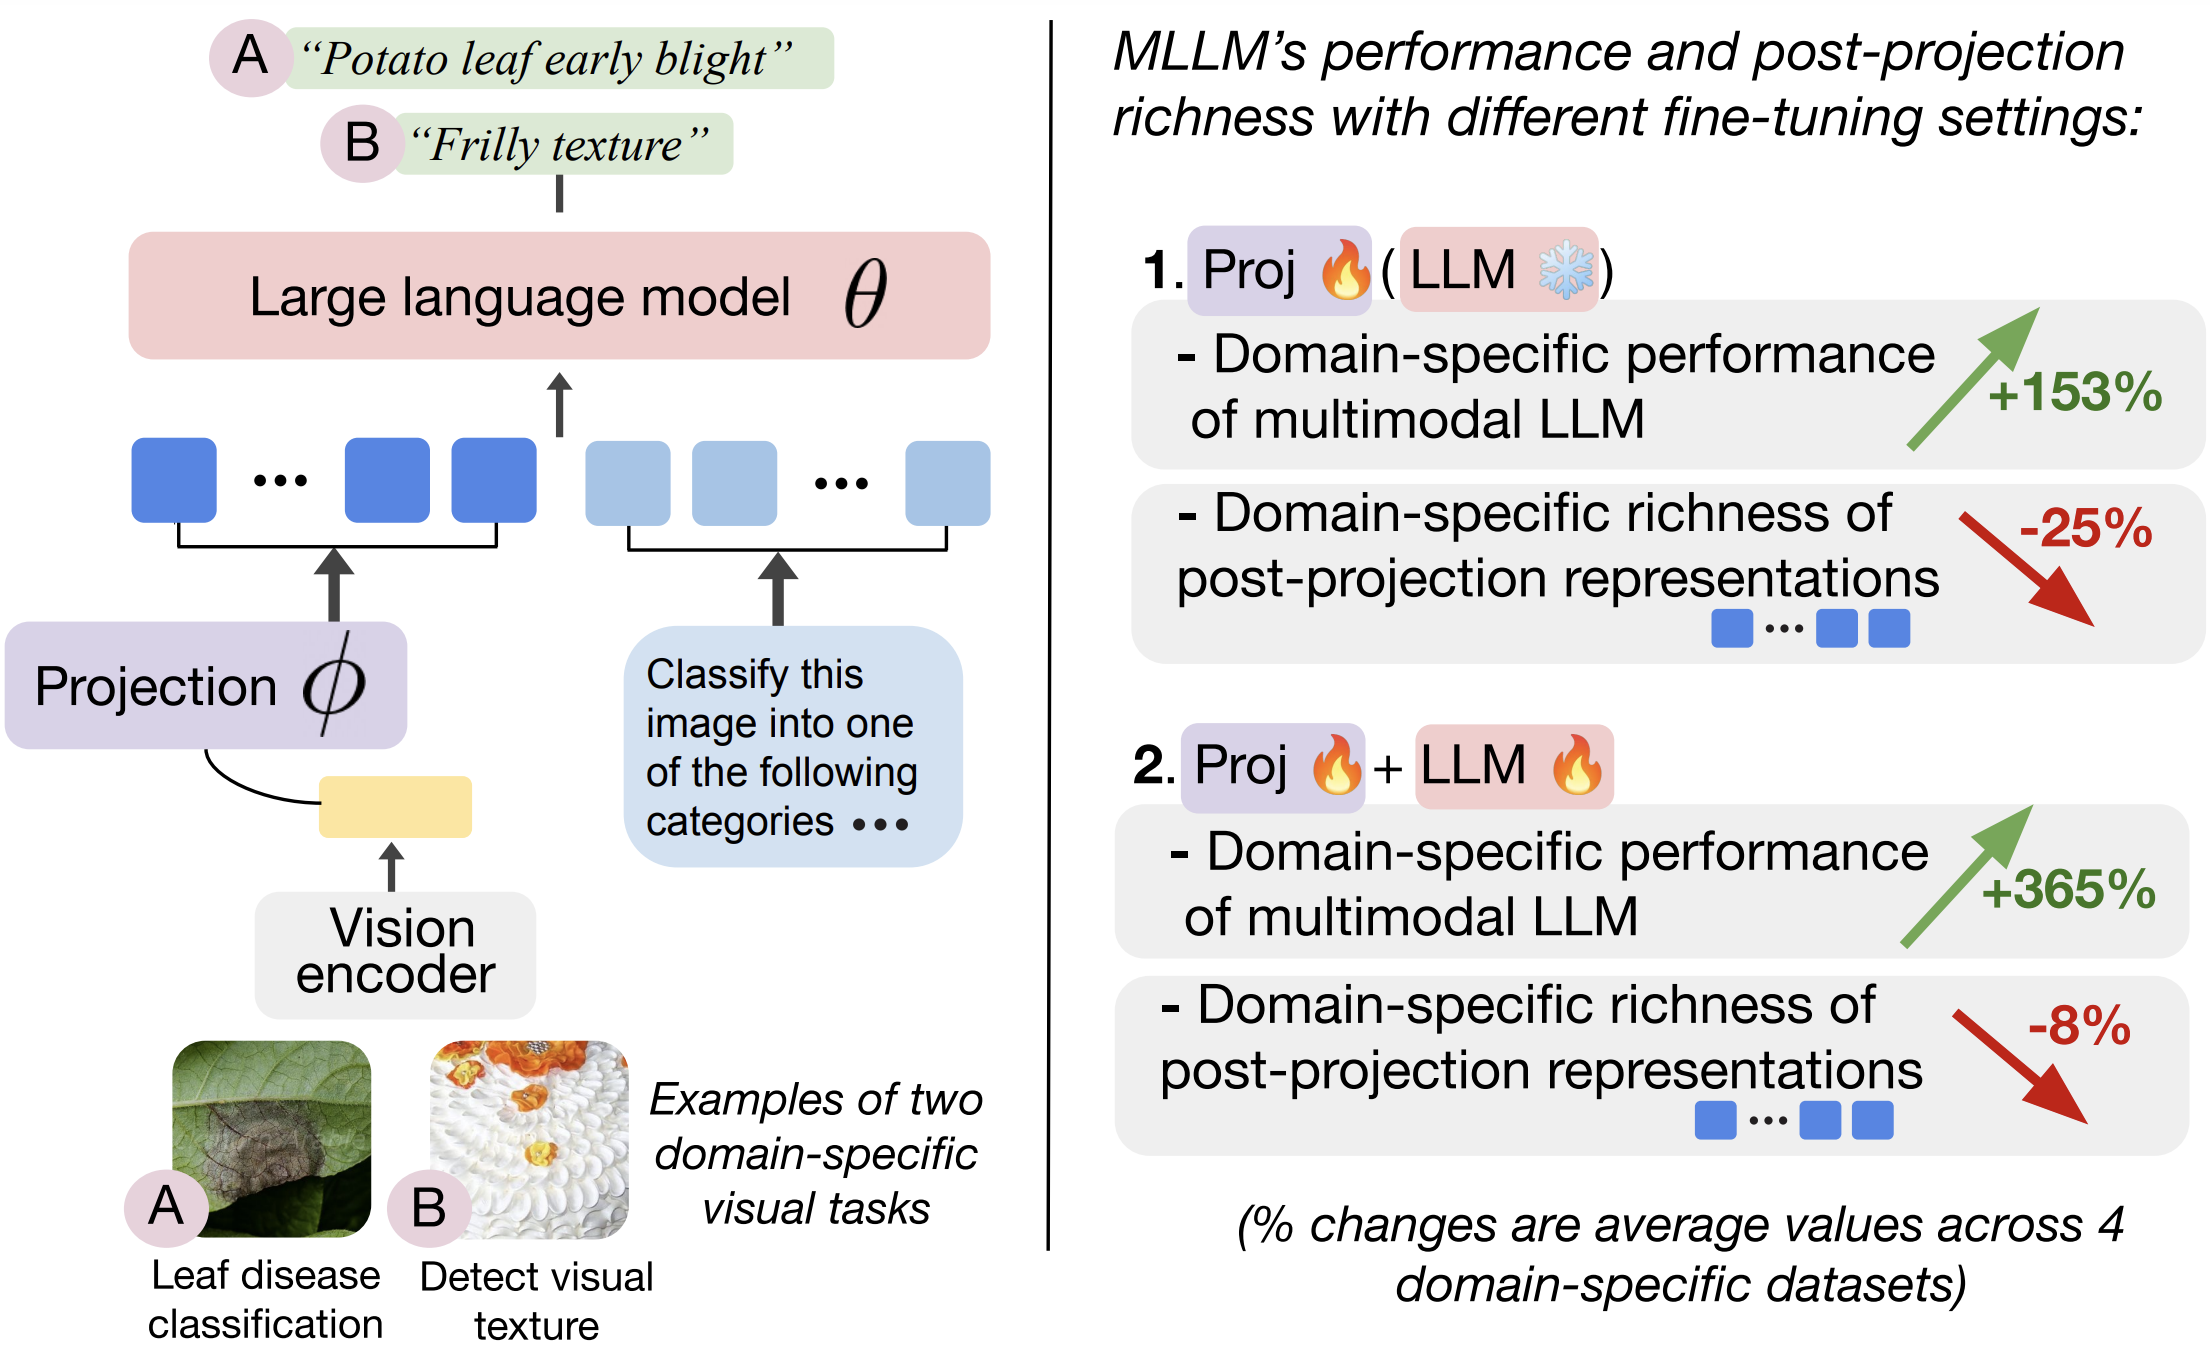 A "Potato leaf early blight"
B "Frilly texture"
Large language model θ
Projection ϕ
Classify this
image into one
of the following
categories •••
Vision
encoder
A
B
Examples of two
domain-specific
visual tasks
Leaf disease
classification
Detect visual
texture
MLLM's performance and post-projection
richness with different fine-tuning settings:
1. Proj 🔥 ( LLM ❄️)
- Domain-specific performance
of multimodal LLM
+153%
- Domain-specific richness of
post-projection representations
-25%
2. Proj 🔥 + LLM 🔥
- Domain-specific performance
of multimodal LLM
+365%
- Domain-specific richness of
post-projection representations
-8%
(% changes are average values across 4
domain-specific datasets)